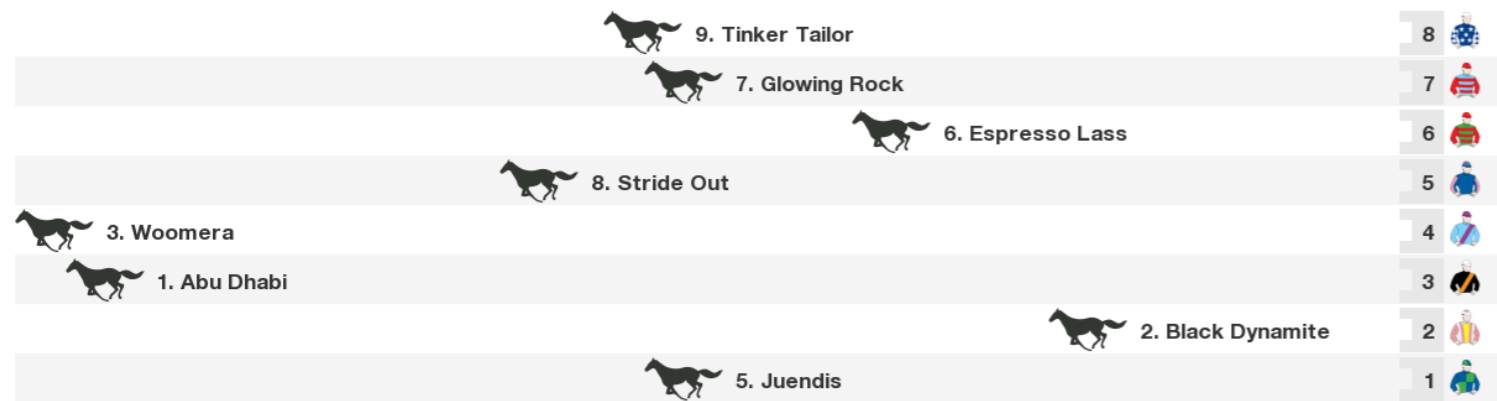 9. Tinker Tailor 8
7. Glowing Rock 7
6. Espresso Lass 6
8. Stride Out 5
3. Woomera 4
1. Abu Dhabi 3
2. Black Dynamite 2
5. Juendis 1